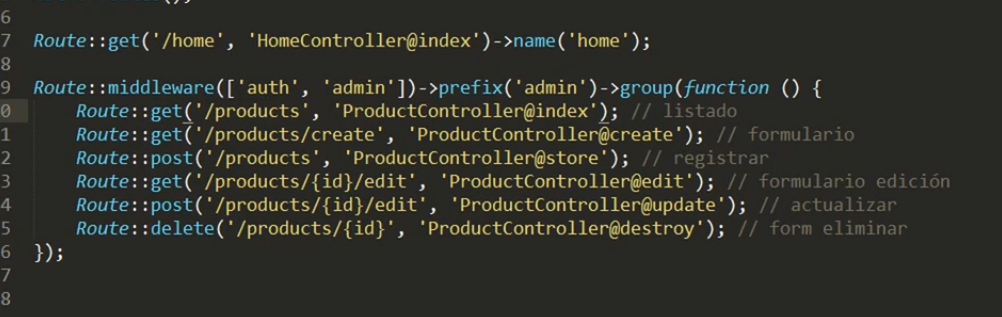 6
7 Route::get('/home', 'HomeController@index')->name('home');
8
9 Route::middleware(['auth', 'admin'])->prefix('admin')->group(function () {
0 Route::get('/products', 'ProductController@index'); // listado
1 Route::get('/products/create', 'ProductController@create'); // formulario
2 Route::post('/products', 'ProductController@store'); // registrar
3 Route::get('/products/{id}/edit', 'ProductController@edit'); // formulario edición
4 Route::post('/products/{id}/edit', 'ProductController@update'); // actualizar
5 Route::delete('/products/{id}', 'ProductController@destroy'); // form eliminar
6 });
7
8